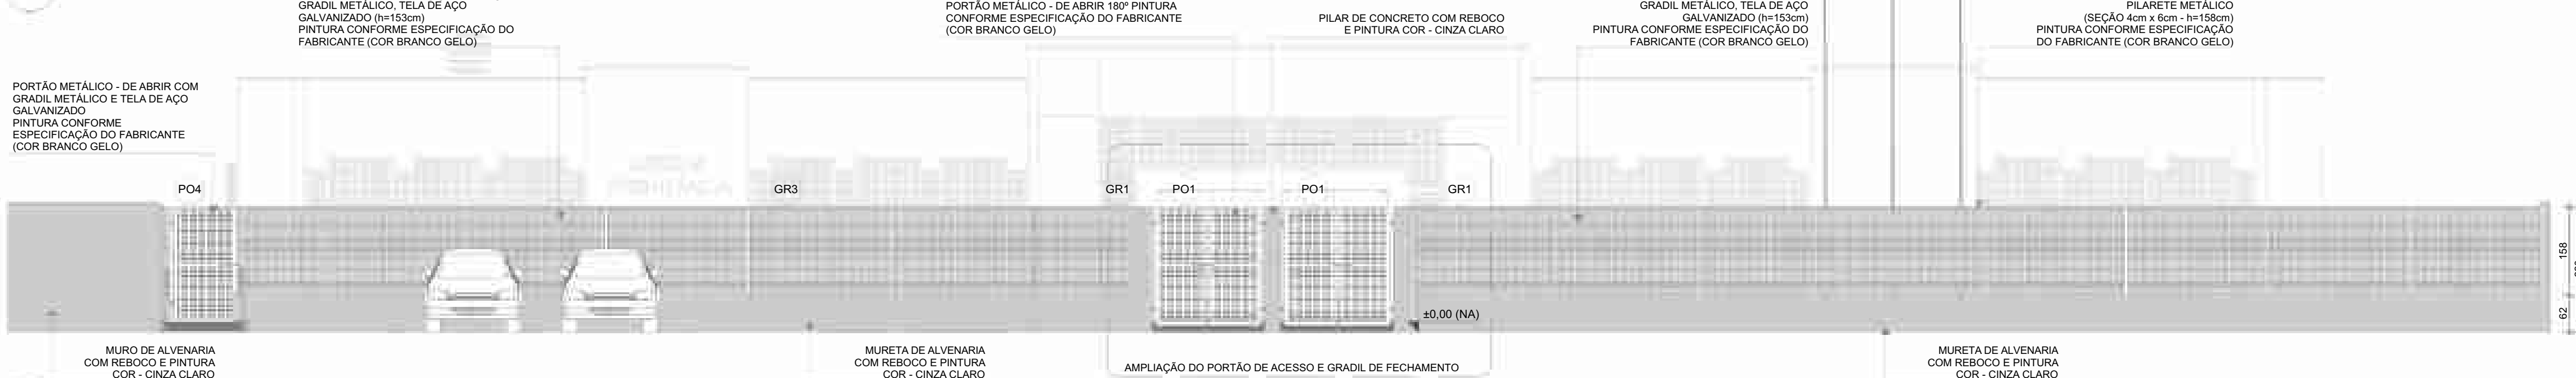 GRADIL METÁLICO, TELA DE AÇO
GALVANIZADO (h=153cm)
PINTURA CONFORME ESPECIFICAÇÃO DO
FABRICANTE (COR BRANCO GELO)
PORTÃO METÁLICO - DE ABRIR 180º PINTURA
CONFORME ESPECIFICAÇÃO DO FABRICANTE
(COR BRANCO GELO)
PILAR DE CONCRETO COM REBOCO
E PINTURA COR - CINZA CLARO
GRADIL METÁLICO, TELA DE AÇO
GALVANIZADO (h=153cm)
PINTURA CONFORME ESPECIFICAÇÃO DO
FABRICANTE (COR BRANCO GELO)
PILARETE METÁLICO
(SEÇÃO 4cm x 6cm - h=158cm)
PINTURA CONFORME ESPECIFICAÇÃO
DO FABRICANTE (COR BRANCO GELO)
PORTÃO METÁLICO - DE ABRIR COM
GRADIL METÁLICO E TELA DE AÇO
GALVANIZADO
PINTURA CONFORME
ESPECIFICAÇÃO DO FABRICANTE
(COR BRANCO GELO)
PO4
GR3
GR1
PO1
PO1
GR1
158
62
±0,00 (NA)
MURO DE ALVENARIA
COM REBOCO E PINTURA
COR - CINZA CLARO
MURETA DE ALVENARIA
COM REBOCO E PINTURA
COR - CINZA CLARO
AMPLIAÇÃO DO PORTÃO DE ACESSO E GRADIL DE FECHAMENTO
MURETA DE ALVENARIA
COM REBOCO E PINTURA
COR - CINZA CLARO